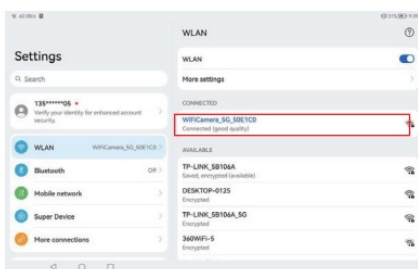 WLAN
Settings
WLAN
Search
More settings
135******05
Verify your identity for enhanced account
security.
CONNECTED
WiFiCamera_5G_50E1C0
Connected (good quality)
WLAN
WiFiCamera_5G_50E1C0
AVAILABLE
Bluetooth
Off
TP-LINK_5B106A
Saved, encrypted (available)
Mobile network
DESKTOP-0125
Encrypted
Super Device
TP-LINK_5B106A_5G
Encrypted
More connections
360WiFi-5
Encrypted